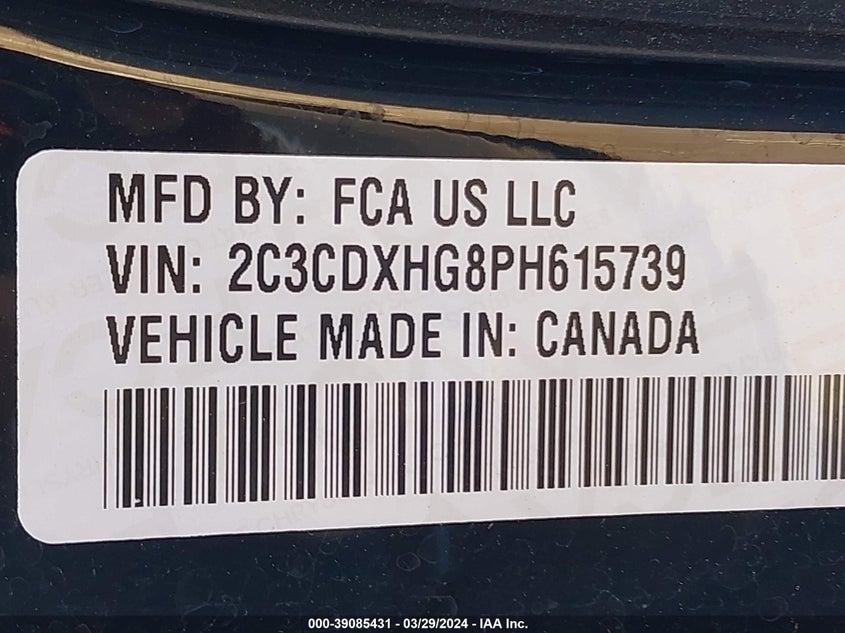 MFD BY: FCA US LLC
VIN: 2C3CDXHG8PH615739
VEHICLE MADE IN: CANADA
000-39085431 - 03/29/2024 - IAA Inc.